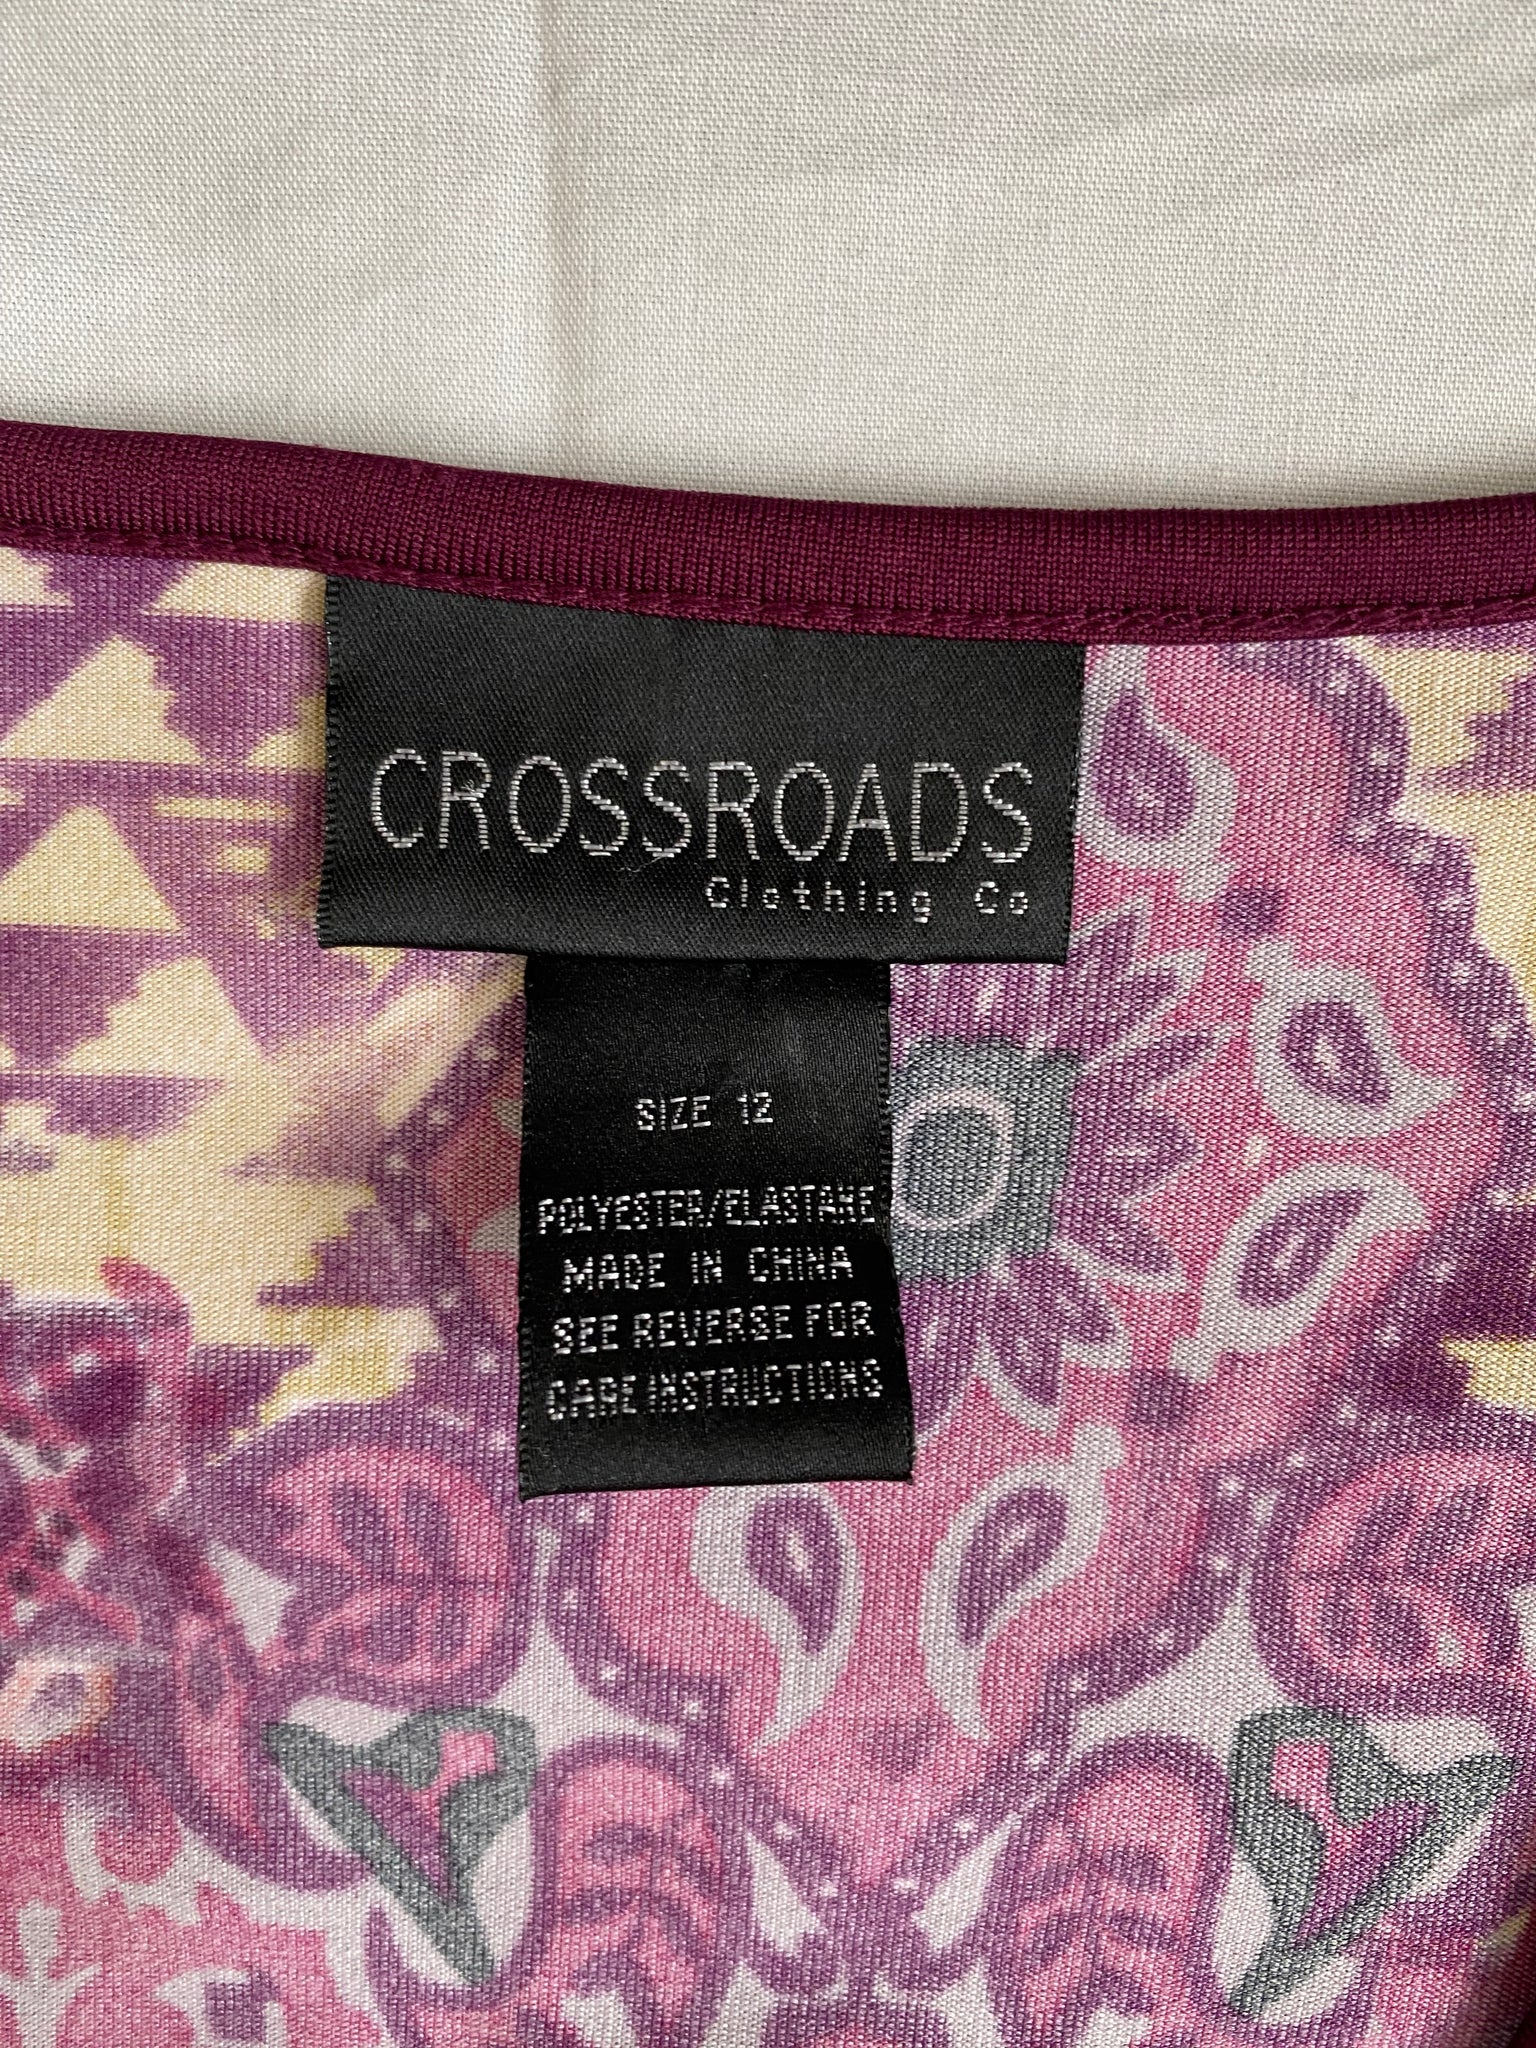 CROSSROADS
Clothing Co
SIZE 12
POLYESTER/ELASTANE
MADE IN CHINA
SEE REVERSE FOR
CARE INSTRUCTIONS